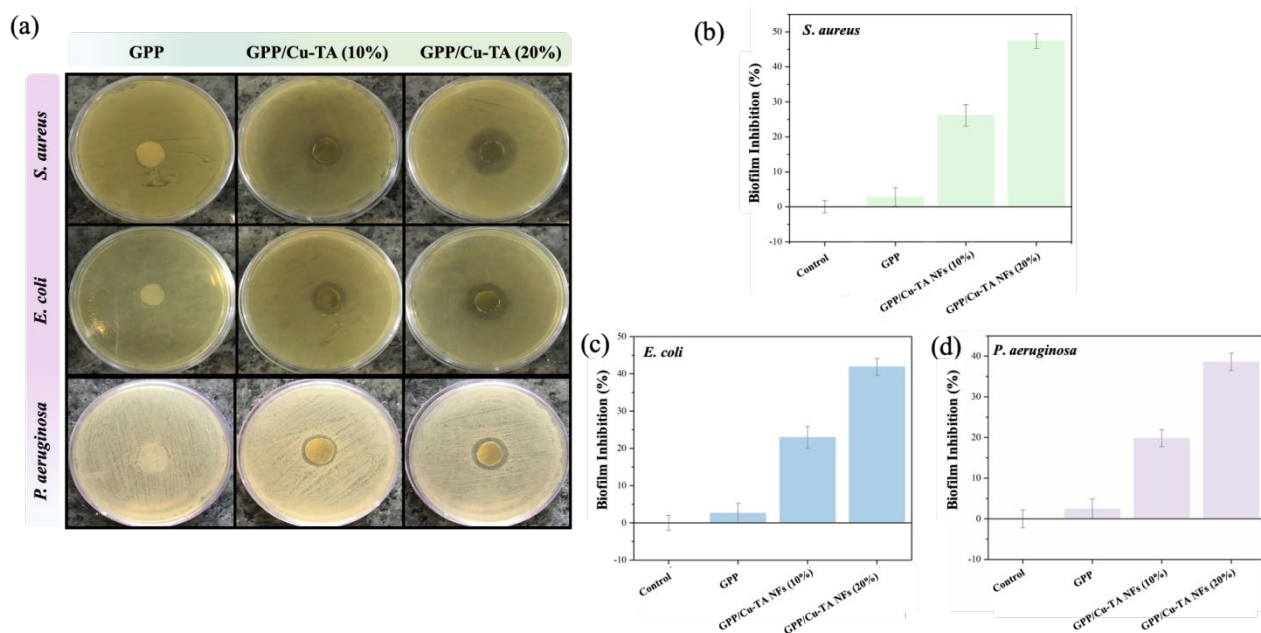 (a)
GPP GPP/Cu-TA (10%) GPP/Cu-TA (20%)
S. aureus
E. coli
P. aeruginosa
(b)
S. aureus
Biofilm Inhibition (%)
50
40
30
20
10
0
-10
Control GPP GPP/Cu-TA NFs (10%) GPP/Cu-TA NFs (20%)
(c)
E. coli
Biofilm Inhibition (%)
50
40
30
20
10
0
-10
Control GPP GPP/Cu-TA NFs (10%) GPP/Cu-TA NFs (20%)
(d)
P. aeruginosa
Biofilm Inhibition (%)
40
30
20
10
0
-10
Control GPP GPP/Cu-TA NFs (10%) GPP/Cu-TA NFs (20%)